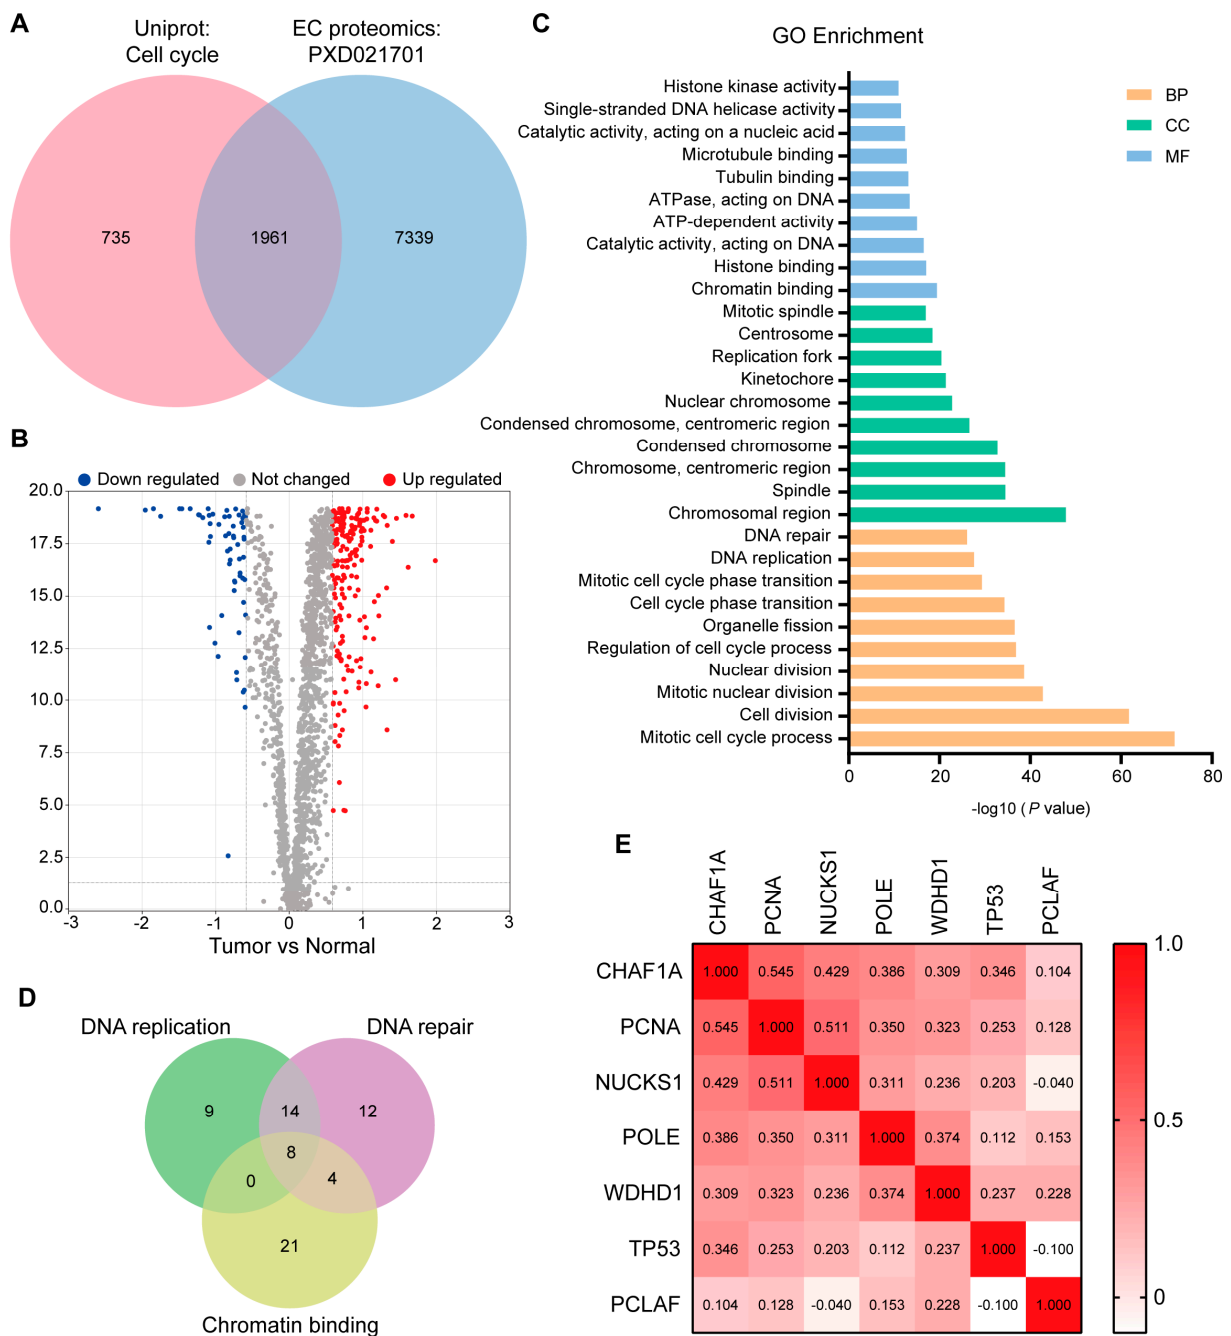 A
Uniprot:
Cell cycle
EC proteomics:
PXD021701
735
1961
7339
B
Down regulated
Not changed
Up regulated
20.0
17.5
15.0
12.5
10.0
7.5
5.0
2.5
0.0
-3
-2
-1
0
1
2
3
Tumor vs Normal
C
GO Enrichment
BP
CC
MF
Histone kinase activity
Single-stranded DNA helicase activity
Catalytic activity, acting on a nucleic acid
Microtubule binding
Tubulin binding
ATPase, acting on DNA
ATP-dependent activity
Catalytic activity, acting on DNA
Histone binding
Chromatin binding
Mitotic spindle
Centrosome
Replication fork
Kinetochore
Nuclear chromosome
Condensed chromosome, centromeric region
Condensed chromosome
Chromosome, centromeric region
Spindle
Chromosomal region
DNA repair
DNA replication
Mitotic cell cycle phase transition
Cell cycle phase transition
Organelle fission
Regulation of cell cycle process
Nuclear division
Mitotic nuclear division
Cell division
Mitotic cell cycle process
0
20
40
60
80
-log10 ( P value)
D
DNA replication
DNA repair
9
14
12
8
0
4
21
Chromatin binding
E
CHAF1A
PCNA
NUCKS1
POLE
WDHD1
TP53
PCLAF
CHAF1A 1.000 0.545 0.429 0.386 0.309 0.346 0.104
PCNA 0.545 1.000 0.511 0.350 0.323 0.253 0.128
NUCKS1 0.429 0.511 1.000 0.311 0.236 0.203 -0.040
POLE 0.386 0.350 0.311 1.000 0.374 0.112 0.153
WDHD1 0.309 0.323 0.236 0.374 1.000 0.237 0.228
TP53 0.346 0.253 0.203 0.112 0.237 1.000 -0.100
PCLAF 0.104 0.128 -0.040 0.153 0.228 -0.100 1.000
1.0
0.5
0